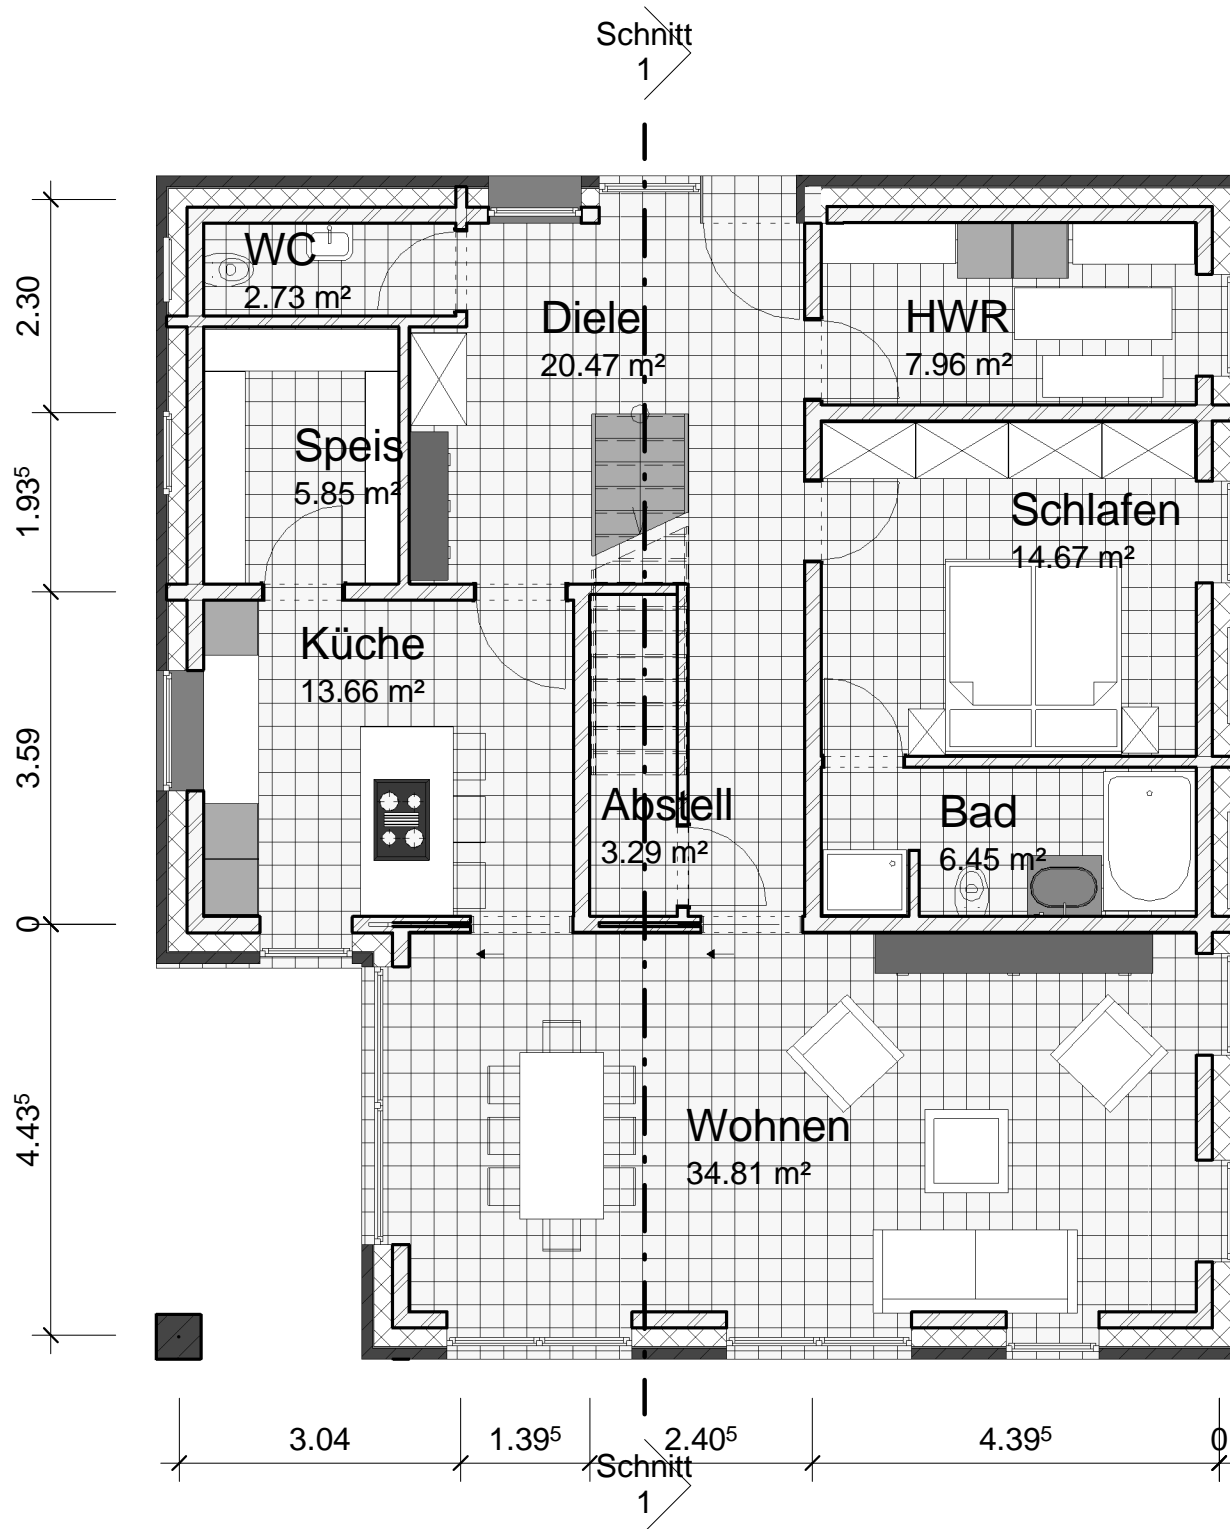 Schnitt
1
WC
2.73 m²
Diele
20.47 m²
HWR
7.96 m²
Speis
5.85 m²
Schlafen
14.67 m²
Küche
13.66 m²
Abstell
3.29 m²
Bad
6.45 m²
Wohnen
34.81 m²
2.30
1.93⁵
3.59
0
4.43⁵
3.04
1.39⁵
2.40⁵
4.39⁵
0
Schnitt
1